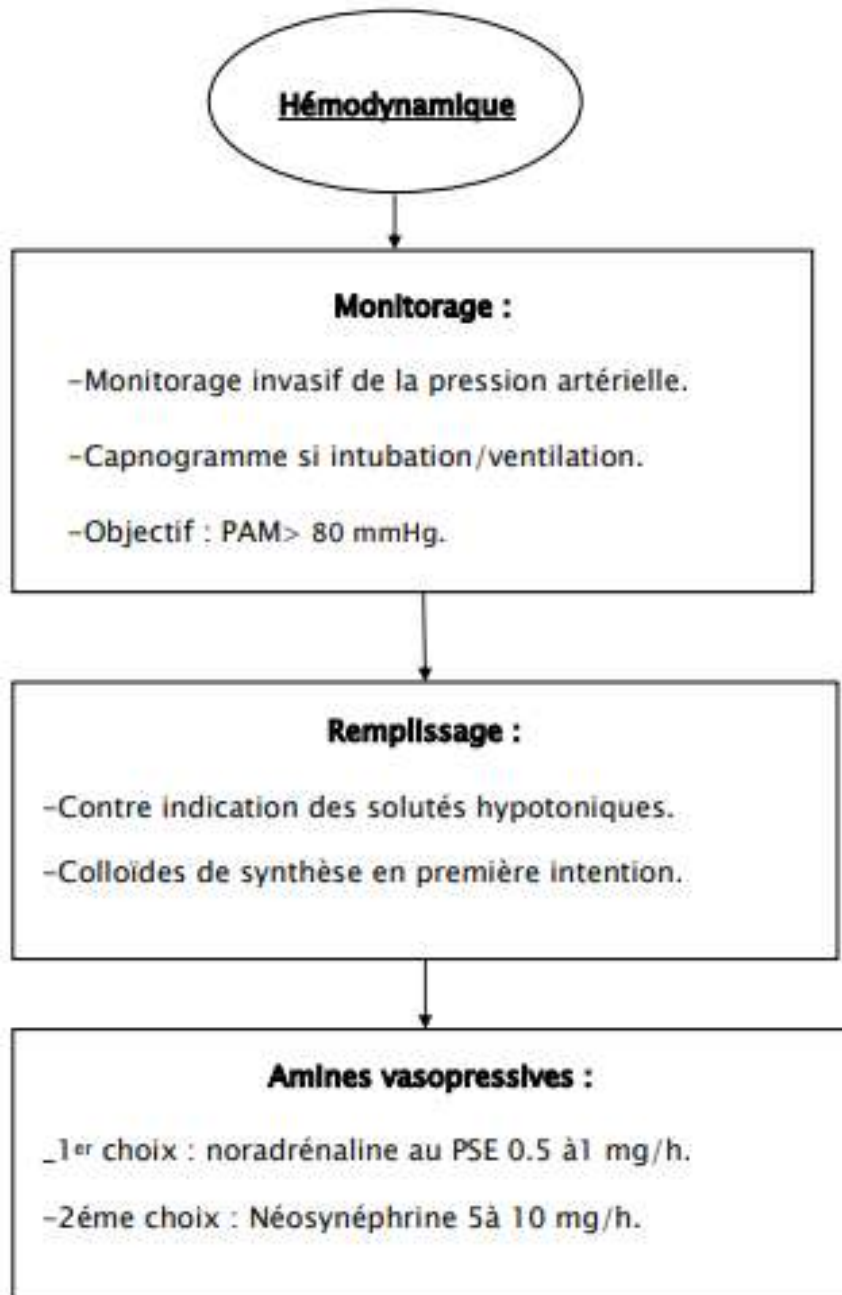 Hémodynamique
Monitorage :
-Monitorage invasif de la pression artérielle.
-Capnogramme si intubation/ventilation.
-Objectif : PAM> 80 mmHg.
Remplissage :
-Contre indication des solutés hypotoniques.
-Colloïdes de synthèse en première intention.
Amines vasopressives :
_1er choix : noradrénaline au PSE 0.5 à1 mg/h.
-2éme choix : Néosynéphrine 5à 10 mg/h.